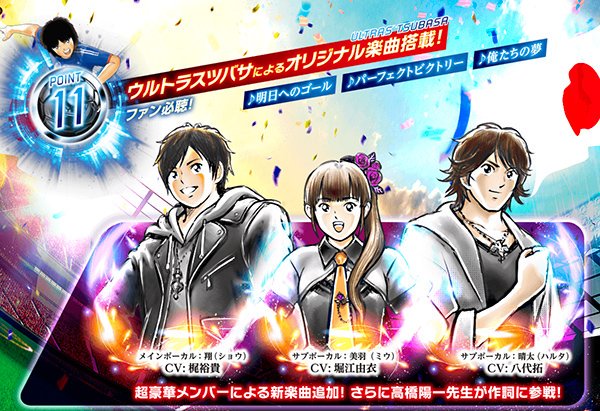 ULTRAS TSUBASA
POINT
11
ウルトラスツバサによるオリジナル楽曲搭載!
ファン必聴!
♪明日へのゴール
♪パーフェクトビクトリー
♪俺たちの夢
メインボーカル:翔(ショウ)
CV: 梶裕貴
サブボーカル:美羽(ミウ)
CV: 堀江由衣
サブボーカル:晴太(ハルタ)
CV: 八代拓
超豪華メンバーによる新楽曲追加! さらに高橋陽一先生が作詞に参戦!